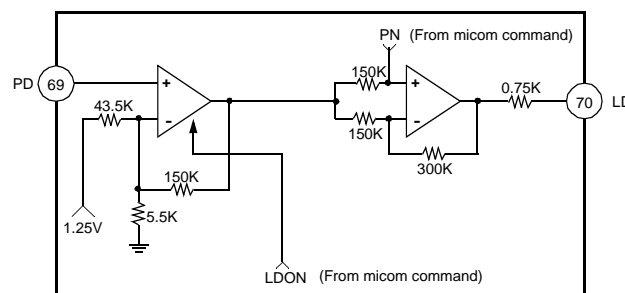 PN (From micom command)
PD 69
150K
+
+
0.75K
70 LD
43.5K
-
-
150K
150K
300K
5.5K
1.25V
LDON (From micom command)